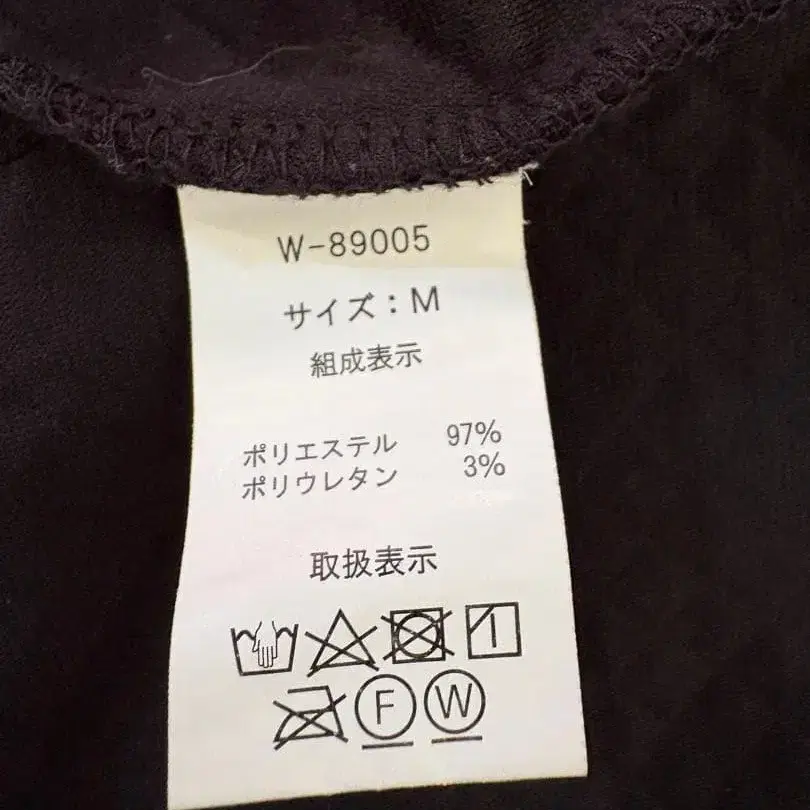 W-89005
サイズ：M
組成表示
ポリエステル 97%
ポリウレタン 3%
取扱表示
F W